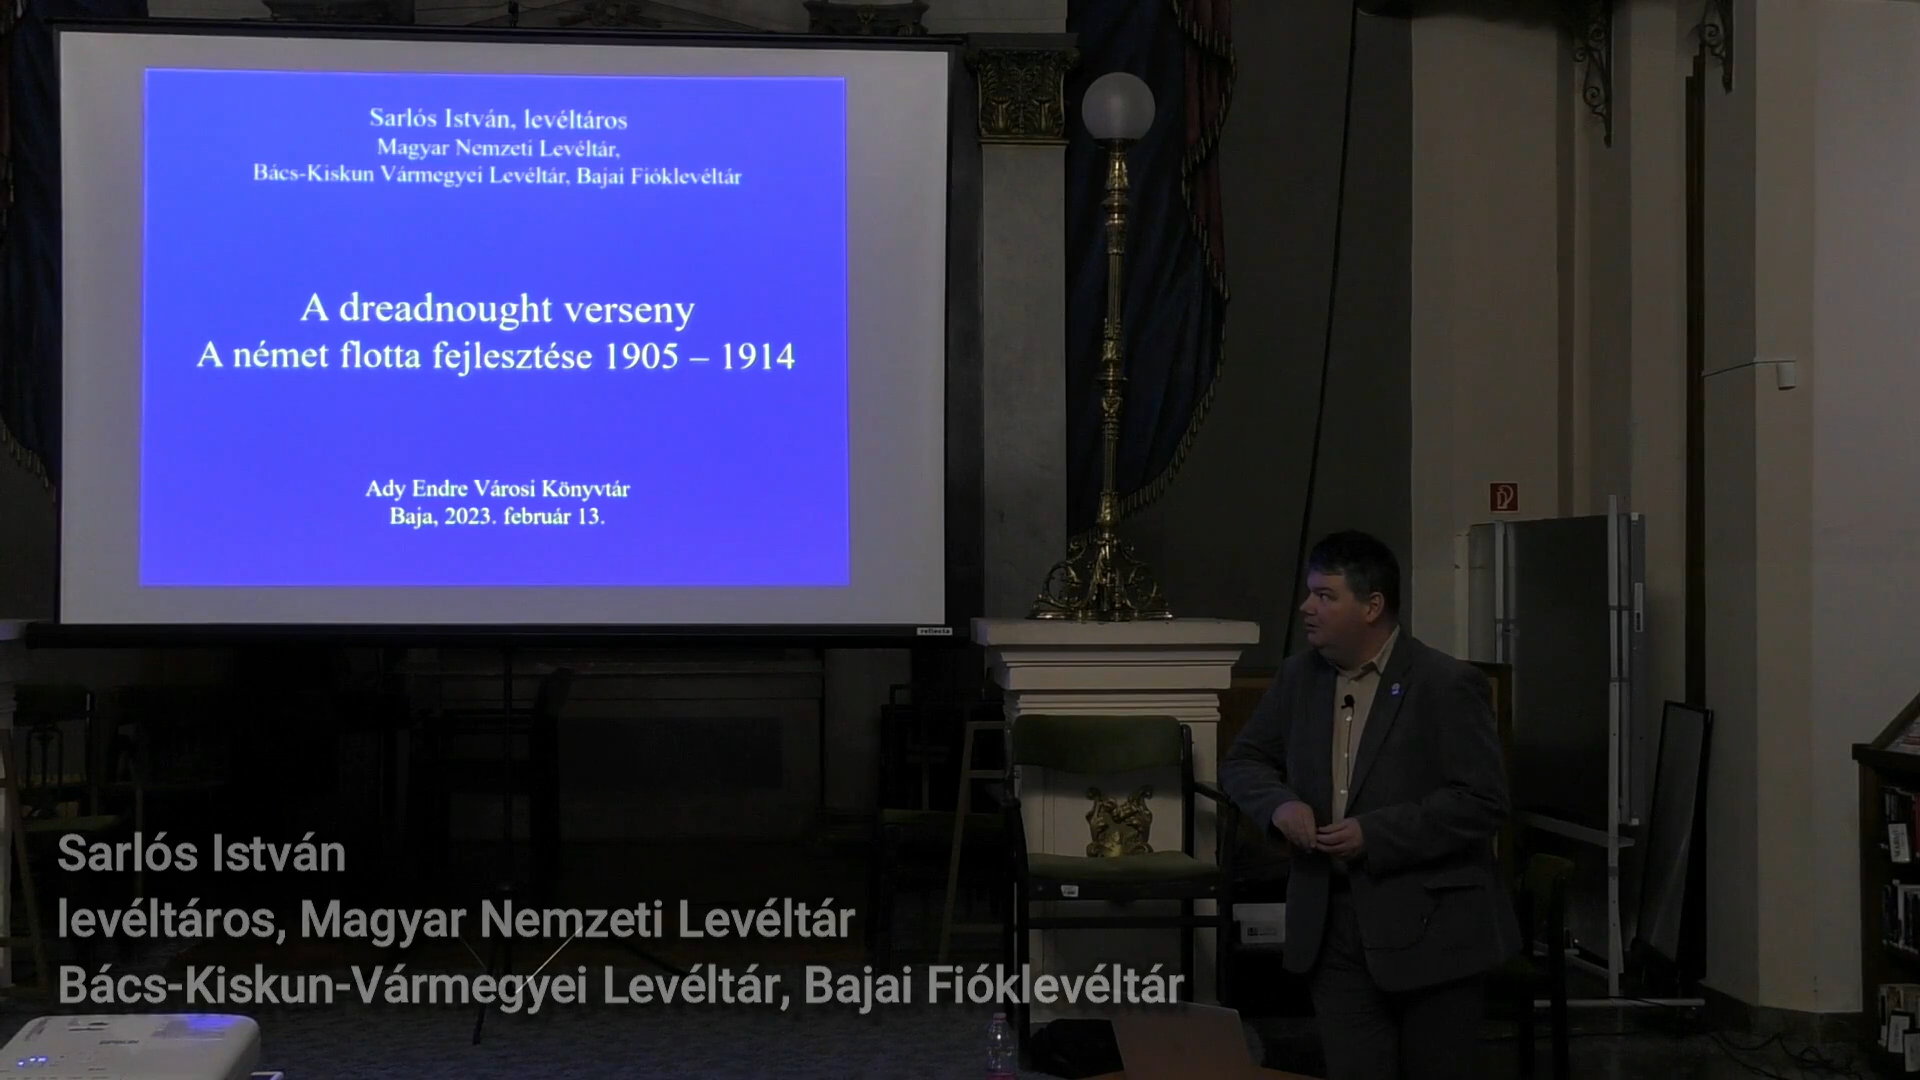 Sarlós István, levéltáros
Magyar Nemzeti Levéltár,
Bács-Kiskun Vármegyei Levéltár, Bajai Fióklevéltár
A dreadnought verseny
A német flotta fejlesztése 1905 – 1914
Ady Endre Városi Könyvtár
Baja, 2023. február 13.
reflecta
Sarlós István
levéltáros, Magyar Nemzeti Levéltár
Bács-Kiskun-Vármegyei Levéltár, Bajai Fióklevéltár
EPSON